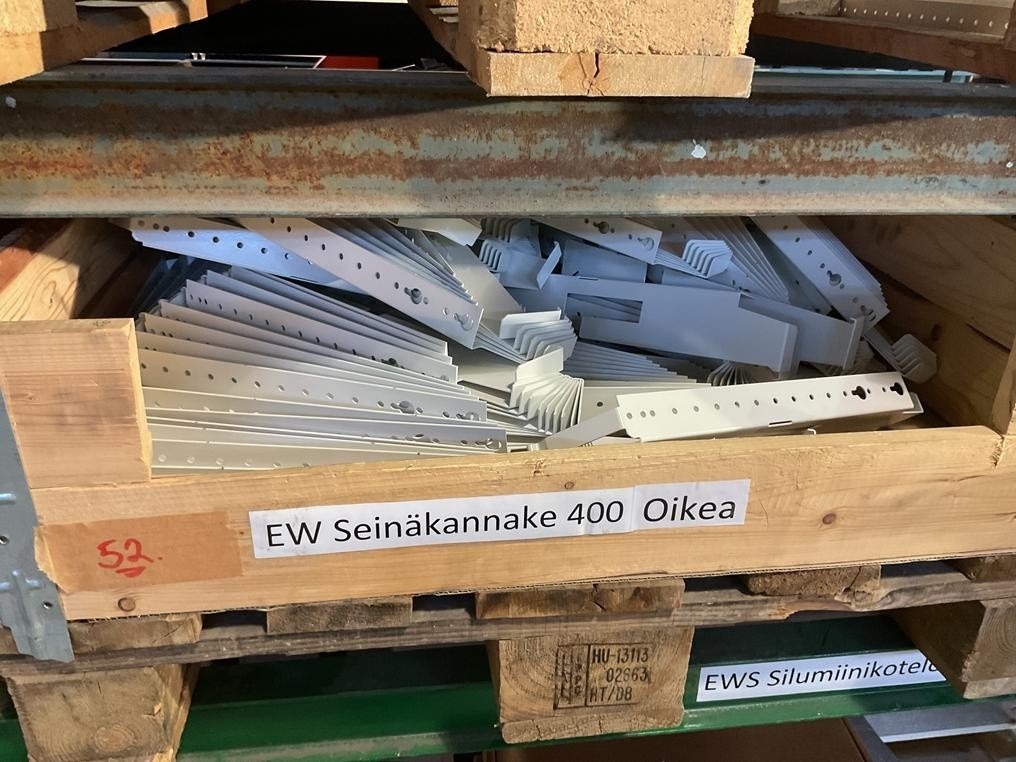 EW Seinäkannake 400 Oikea
52.
HU-13113
02663
HT/DB
EWS Silumiinikotelo